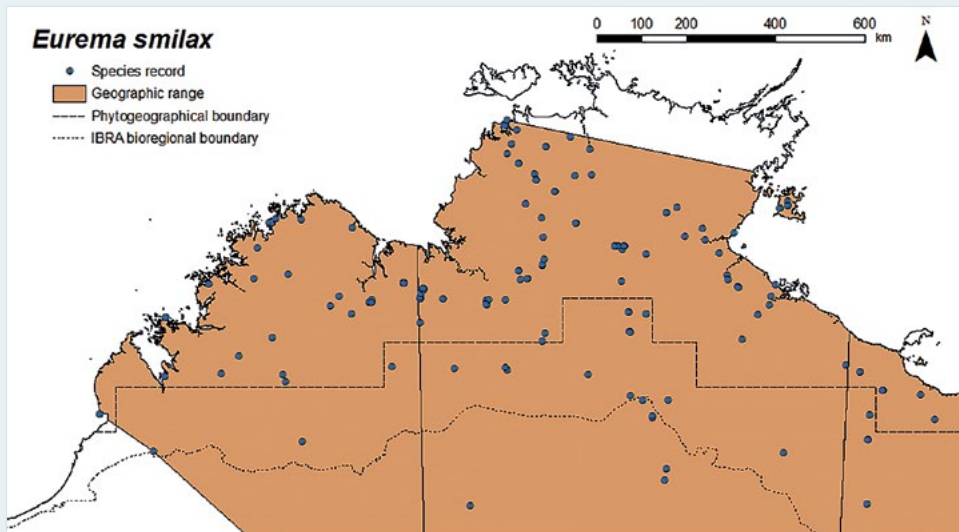 Eurema smilax
Species record
Geographic range
Phytogeographical boundary
IBRA bioregional boundary
0 100 200 400 600
km
N